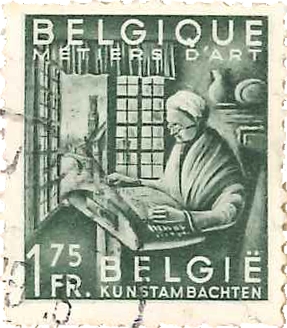 BELGIQUE
METIERS D'ART
1 75 FR.
BELGIË
KUNSTAMBACHTEN